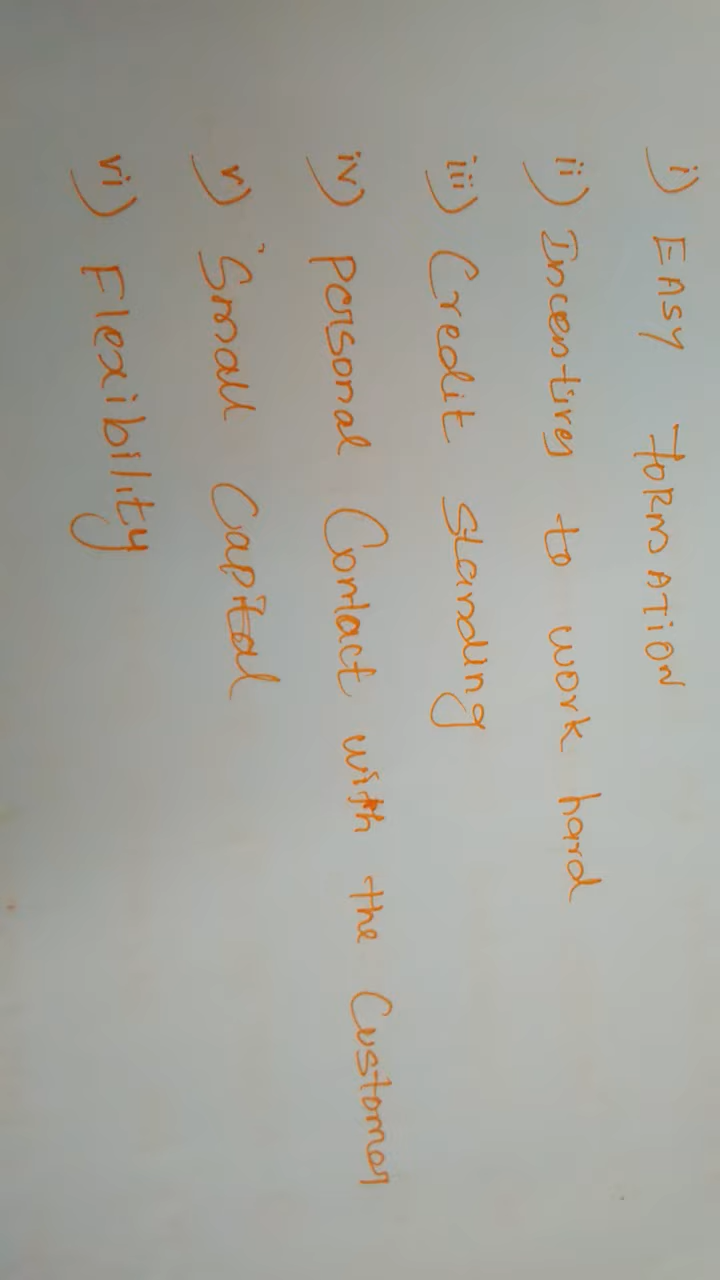 i) EASY FORMATION
ii) Incentives to work hard
iii) Credit standing
iv) Personal Contact with the Customer
v) Small Capital
vi) Flexibility